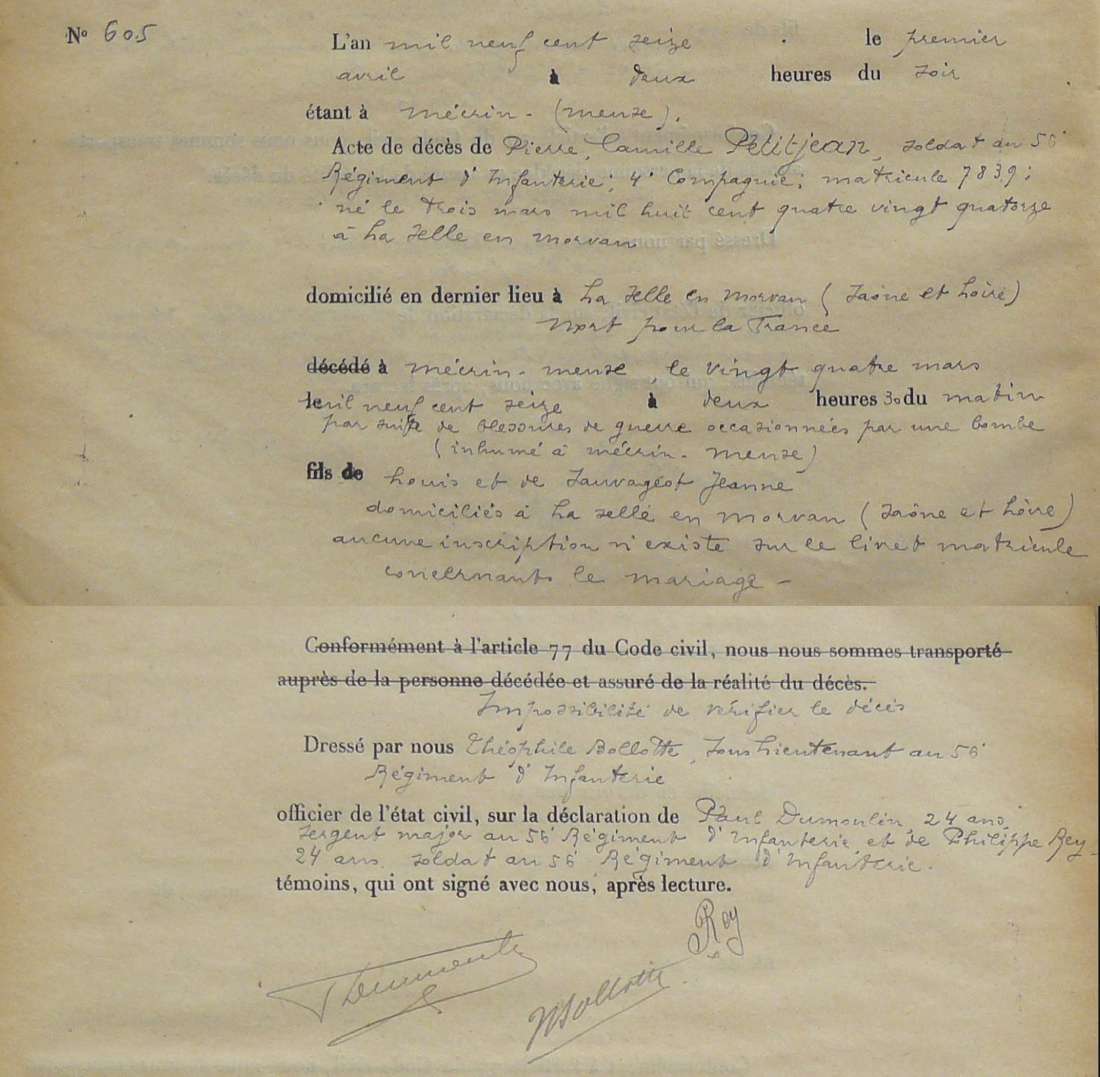 N° 605
L'an mil neuf cent seize le premier
avril à deux heures du soir
étant à Mécrin - (Meuse).
Acte de décès de Pierre, Camille Petitjean, soldat au 56e
Régiment d'Infanterie; 4e Compagnie; matricule 7839;
né le trois mars mil huit cent quatre vingt quatorze
à La Selle en Morvan
domicilié en dernier lieu à La Selle en Morvan (Saône et Loire)
Mort pour la France
décédé à Mécrin - Meuse, le vingt quatre mars
le mil neuf cent seize à deux heures 30 du matin
par suite de blessures de guerre occasionnées par une bombe
(inhumé à Mécrin - Meuse)
fils de Louis et de Sauvageot Jeanne
domiciliés à La Selle en Morvan (Saône et Loire)
aucune inscription n'existe sur le livret matricule
concernants le mariage -
Conformément à l'article 77 du Code civil, nous nous sommes transporté
auprès de la personne décédée et assuré de la réalité du décès.
Impossibilité de vérifier le décès
Dressé par nous Théophile Bollotte, Sous Lieutenant au 56e
Régiment d'Infanterie
officier de l'état civil, sur la déclaration de Paul Dumoulin, 24 ans,
Sergent major au 56e Régiment d'Infanterie et de Philippe Rey
24 ans soldat au 56e Régiment d'Infanterie.
témoins, qui ont signé avec nous, après lecture.
Rey
Bollotte